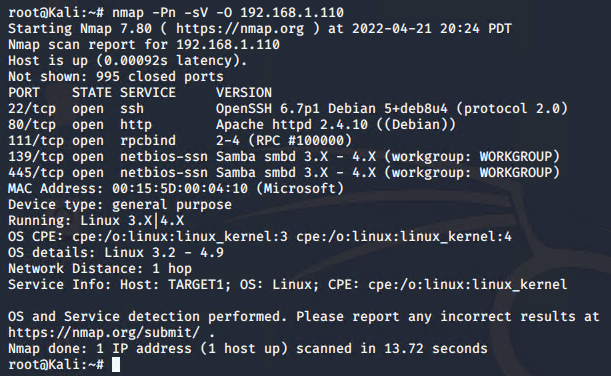 root@Kali:~# nmap -Pn -sV -O 192.168.1.110
Starting Nmap 7.80 ( https://nmap.org ) at 2022-04-21 20:24 PDT
Nmap scan report for 192.168.1.110
Host is up (0.00092s latency).
Not shown: 995 closed ports
PORT    STATE SERVICE     VERSION
22/tcp  open  ssh         OpenSSH 6.7p1 Debian 5+deb8u4 (protocol 2.0)
80/tcp  open  http        Apache httpd 2.4.10 ((Debian))
111/tcp open  rpcbind     2-4 (RPC #100000)
139/tcp open  netbios-ssn Samba smbd 3.X - 4.X (workgroup: WORKGROUP)
445/tcp open  netbios-ssn Samba smbd 3.X - 4.X (workgroup: WORKGROUP)
MAC Address: 00:15:5D:00:04:10 (Microsoft)
Device type: general purpose
Running: Linux 3.X|4.X
OS CPE: cpe:/o:linux:linux_kernel:3 cpe:/o:linux:linux_kernel:4
OS details: Linux 3.2 - 4.9
Network Distance: 1 hop
Service Info: Host: TARGET1; OS: Linux; CPE: cpe:/o:linux:linux_kernel

OS and Service detection performed. Please report any incorrect results at
https://nmap.org/submit/ .
Nmap done: 1 IP address (1 host up) scanned in 13.72 seconds
root@Kali:~#